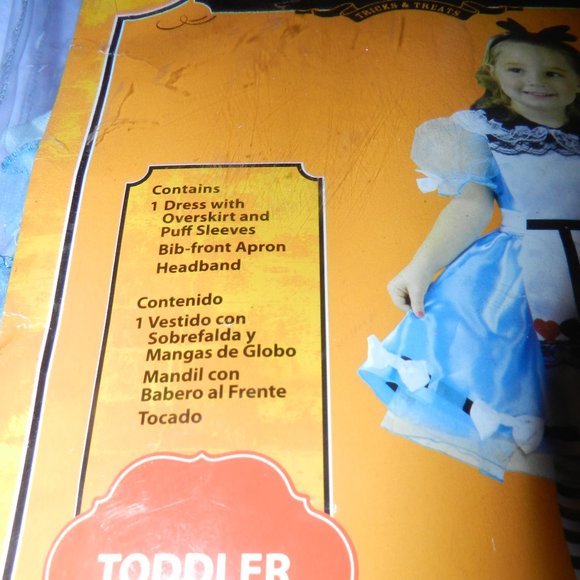 TRICKS & TREATS
Contains
1 Dress with
Overskirt and
Puff Sleeves
Bib-front Apron
Headband
Contenido
1 Vestido con
Sobrefalda y
Mangas de Globo
Mandil con
Babero al Frente
Tocado
TODDLER